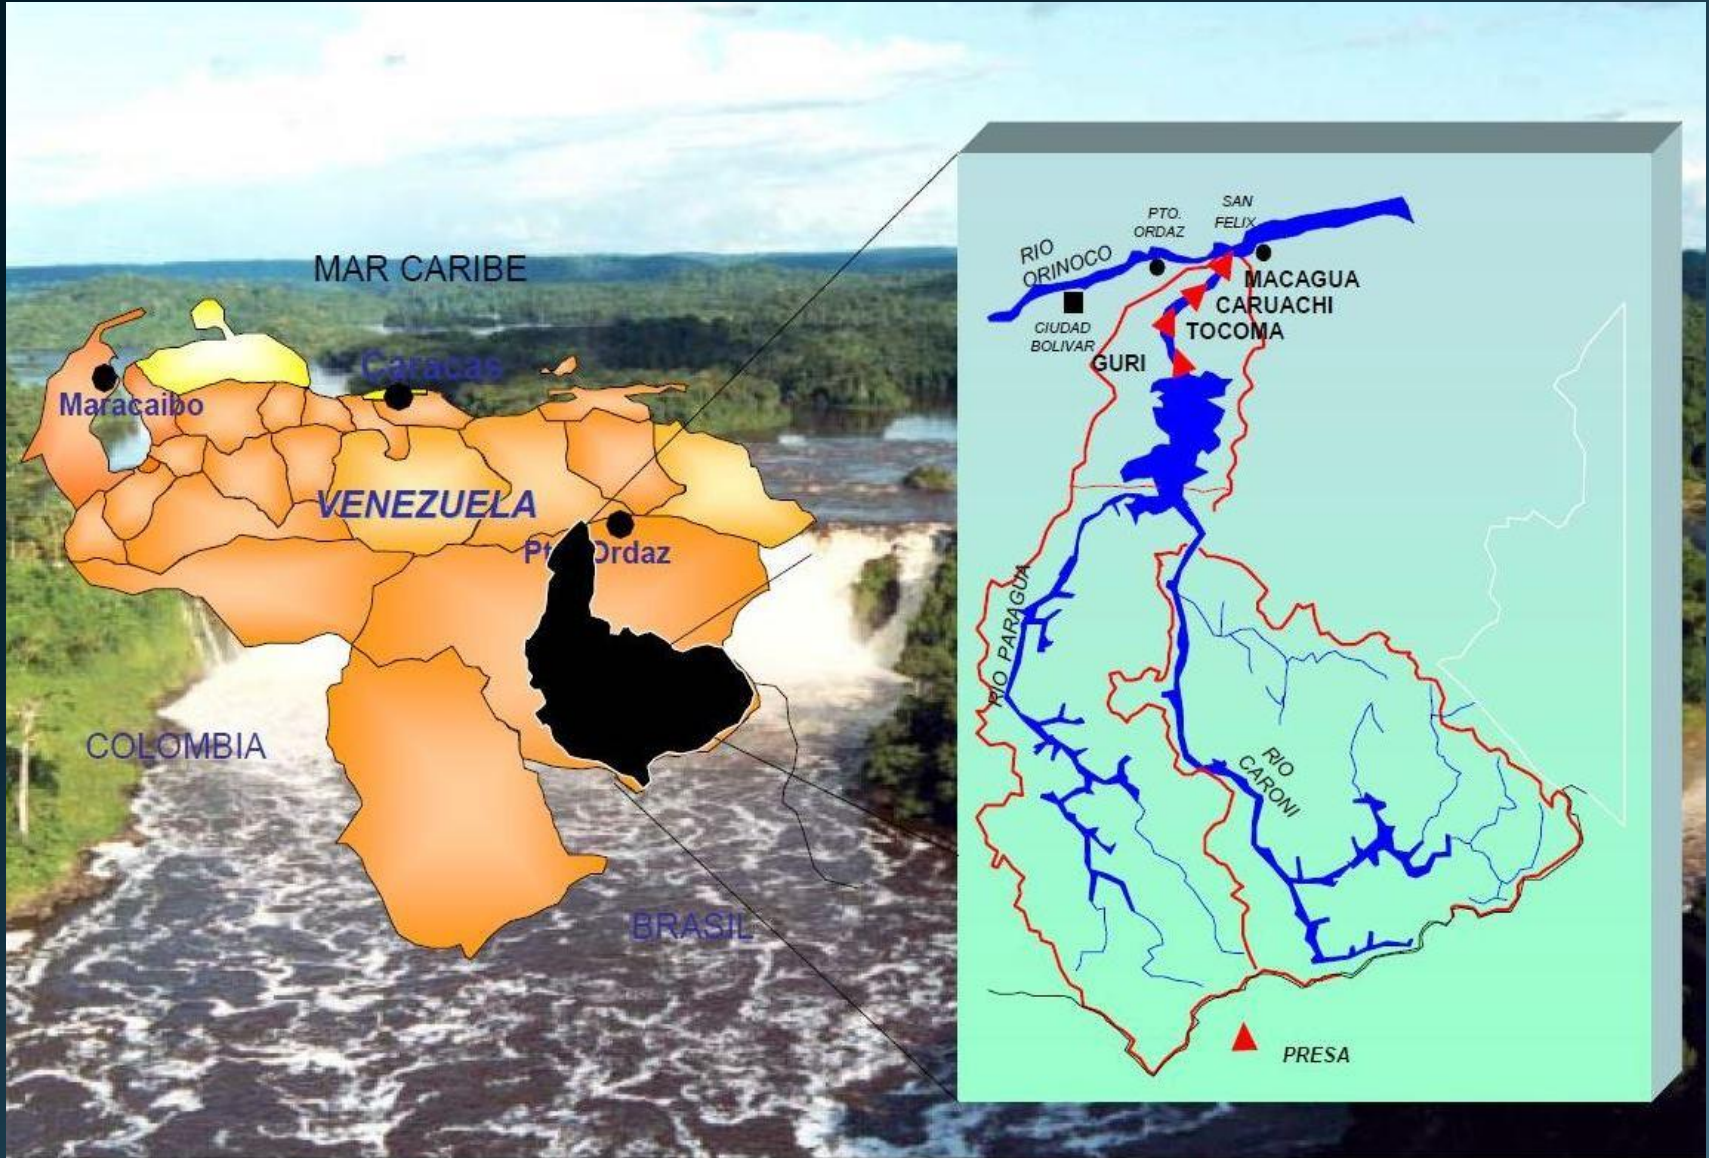 MAR CARIBE
Caracas
Maracaibo
VENEZUELA
Pto Ordaz
COLOMBIA
BRASIL
SAN
FELIX
PTO.
ORDAZ
RIO
ORINOCO
MACAGUA
CARUACHI
CIUDAD
BOLIVAR
TOCOMA
GURI
RIO PARAGUA
RIO
CARONI
PRESA